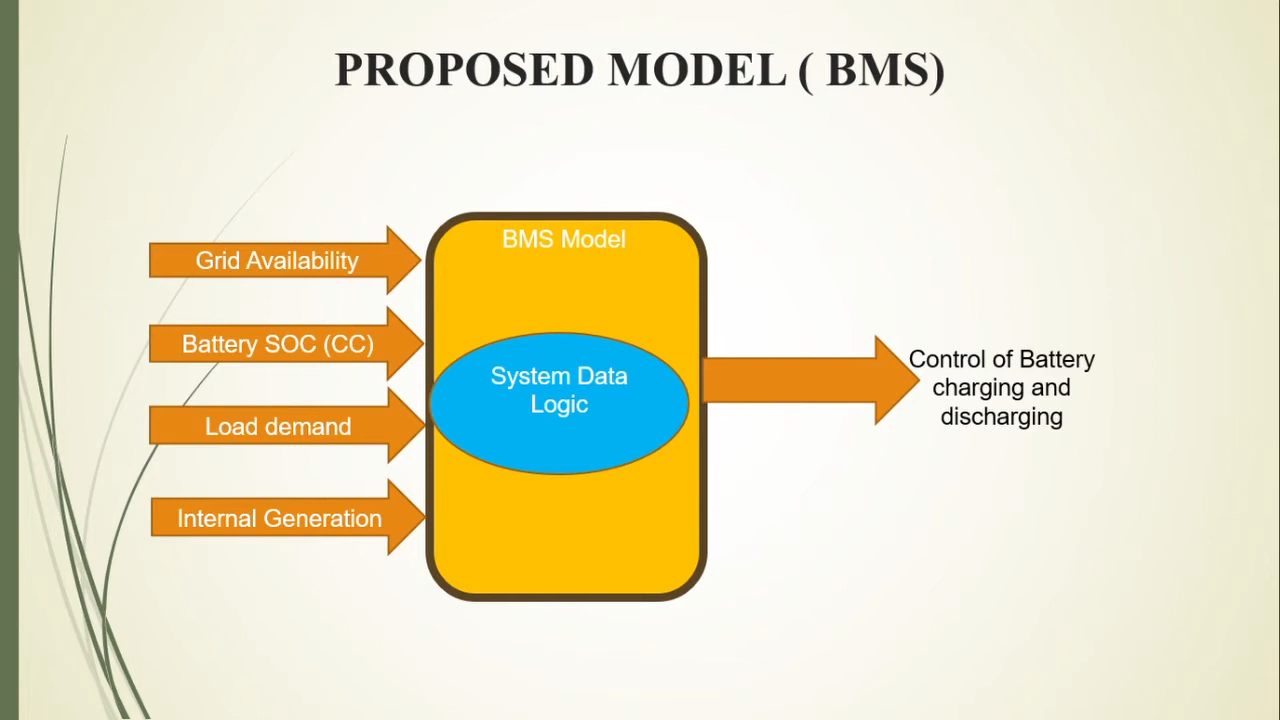 PROPOSED MODEL ( BMS)
BMS Model
Grid Availability
Battery SOC (CC)
Load demand
Internal Generation
System Data
Logic
Control of Battery
charging and
discharging